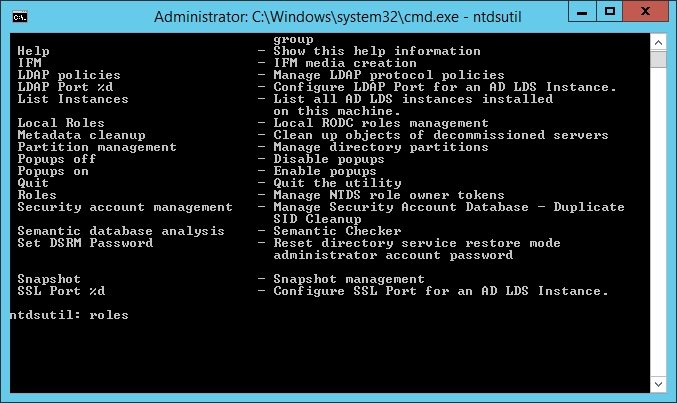 Administrator: C:\Windows\system32\cmd.exe - ntdsutil
group
Help - Show this help information
IFM - IFM media creation
LDAP policies - Manage LDAP protocol policies
LDAP Port %d - Configure LDAP Port for an AD LDS Instance.
List Instances - List all AD LDS instances installed
on this machine.
Local Roles - Local RODC roles management
Metadata cleanup - Clean up objects of decommissioned servers
Partition management - Manage directory partitions
Popups off - Disable popups
Popups on - Enable popups
Quit - Quit the utility
Roles - Manage NTDS role owner tokens
Security account management - Manage Security Account Database - Duplicate
SID Cleanup
Semantic database analysis - Semantic Checker
Set DSRM Password - Reset directory service restore mode
administrator account password
Snapshot - Snapshot management
SSL Port %d - Configure SSL Port for an AD LDS Instance.
ntdsutil: roles